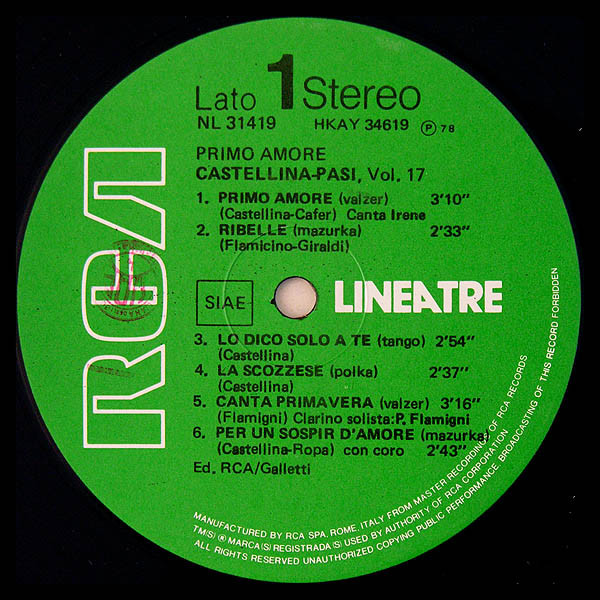 RCA
Lato 1 Stereo
NL 31419 HKAY 34619 Ⓟ 78
PRIMO AMORE
CASTELLINA-PASI, Vol. 17
1. PRIMO AMORE (valzer) 3'10"
(Castellina-Cafer) Canta Irene
2. RIBELLE (mazurka) 2'33"
(Flamicino-Giraldi)
SIAE
LINEATRE
3. LO DICO SOLO A TE (tango) 2'54"
(Castellina)
4. LA SCOZZESE (polka) 2'37"
(Castellina)
5. CANTA PRIMAVERA (valzer) 3'16"
(Flamigni) Clarino solista: P. Flamigni
6. PER UN SOSPIR D'AMORE (mazurka)
(Castellina-Ropa) con coro 2'43"
Ed. RCA/Galletti
MANUFACTURED BY RCA SPA, ROME, ITALY FROM MASTER RECORDING OF RCA RECORDS
TM(S) ® MARCA(S) REGISTRADA(S) USED BY AUTHORITY OF RCA CORPORATION
ALL RIGHTS RESERVED UNAUTHORIZED COPYING PUBLIC PERFORMANCE, BROADCASTING OF THIS RECORD FORBIDDEN